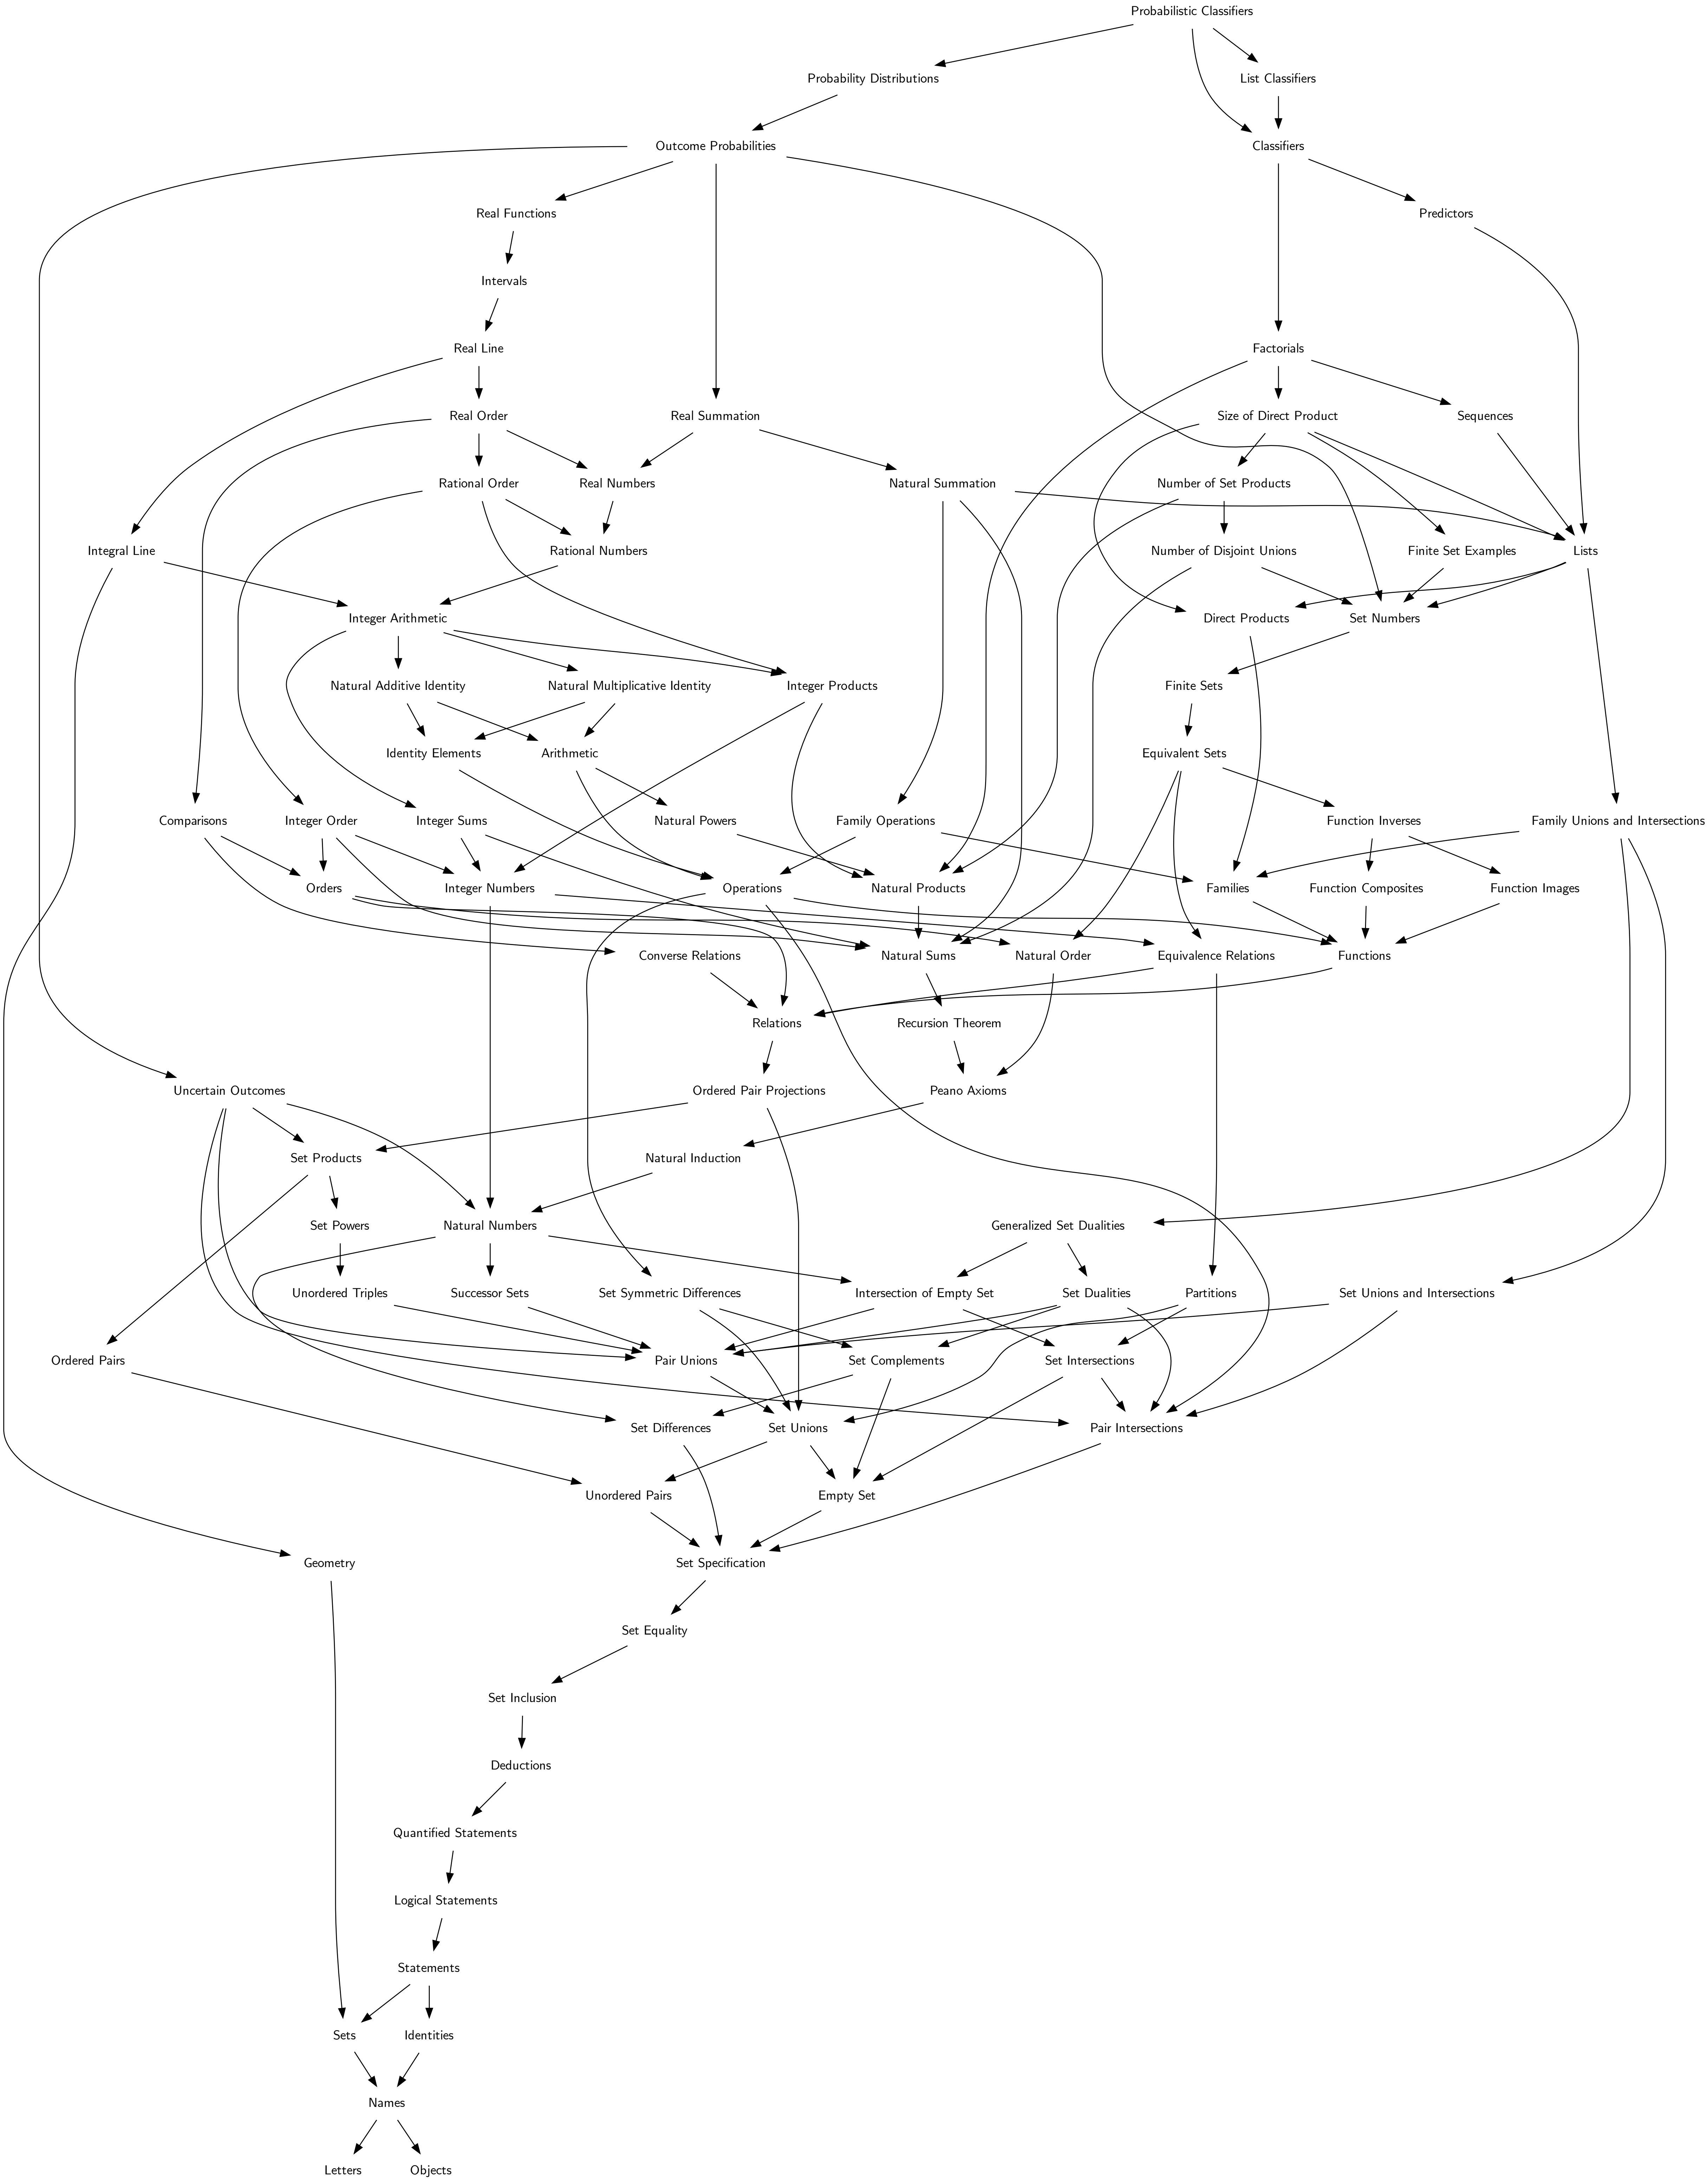 Probabilistic Classifiers
Probability Distributions
List Classifiers
Outcome Probabilities
Classifiers
Real Functions
Predictors
Intervals
Real Line
Factorials
Real Order
Real Summation
Size of Direct Product
Sequences
Rational Order
Real Numbers
Natural Summation
Number of Set Products
Integral Line
Rational Numbers
Number of Disjoint Unions
Finite Set Examples
Lists
Integer Arithmetic
Direct Products
Set Numbers
Natural Additive Identity
Natural Multiplicative Identity
Integer Products
Finite Sets
Identity Elements
Arithmetic
Equivalent Sets
Comparisons
Integer Order
Integer Sums
Natural Powers
Family Operations
Function Inverses
Family Unions and Intersections
Orders
Integer Numbers
Operations
Natural Products
Families
Function Composites
Function Images
Converse Relations
Natural Sums
Natural Order
Equivalence Relations
Functions
Relations
Recursion Theorem
Uncertain Outcomes
Ordered Pair Projections
Peano Axioms
Set Products
Natural Induction
Set Powers
Natural Numbers
Generalized Set Dualities
Unordered Triples
Successor Sets
Set Symmetric Differences
Intersection of Empty Set
Set Dualities
Partitions
Set Unions and Intersections
Ordered Pairs
Pair Unions
Set Complements
Set Intersections
Set Differences
Set Unions
Pair Intersections
Unordered Pairs
Empty Set
Geometry
Set Specification
Set Equality
Set Inclusion
Deductions
Quantified Statements
Logical Statements
Statements
Sets
Identities
Names
Letters
Objects